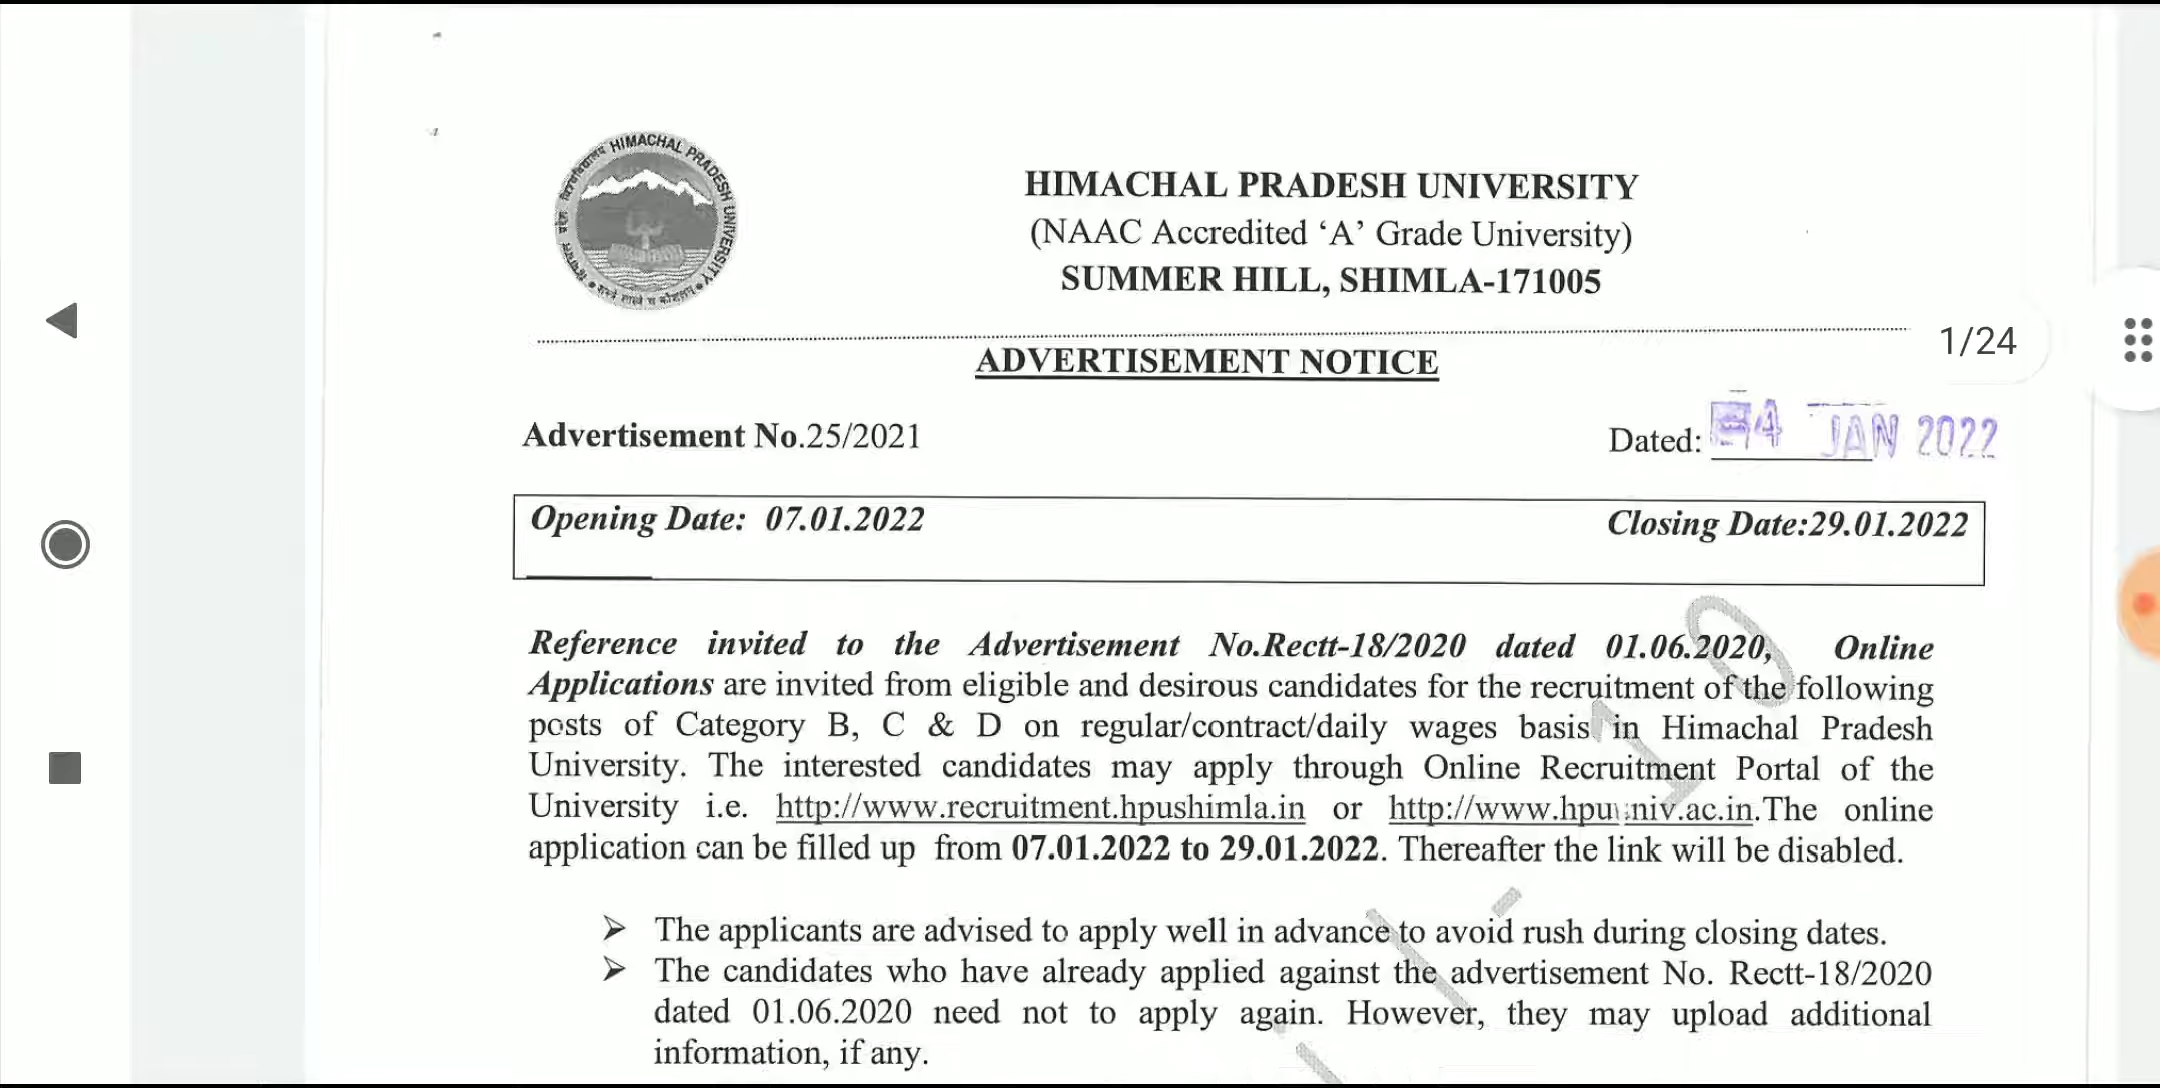 HIMACHAL PRADESH UNIVERSITY
HIMACHAL PRADESH UNIVERSITY
(NAAC Accredited ‘A’ Grade University)
SUMMER HILL, SHIMLA-171005
1/24
ADVERTISEMENT NOTICE
Advertisement No.25/2021
Dated: 4 JAN 2022
Opening Date: 07.01.2022
Closing Date:29.01.2022
Reference invited to the Advertisement No.Rectt-18/2020 dated 01.06.2020, Online
Applications are invited from eligible and desirous candidates for the recruitment of the following
posts of Category B, C & D on regular/contract/daily wages basis in Himachal Pradesh
University. The interested candidates may apply through Online Recruitment Portal of the
University i.e. http://www.recruitment.hpushimla.in or The online
application can be filled up from 07.01.2022 to 29.01.2022. Thereafter the link will be disabled.
➢ The applicants are advised to apply well in advance to avoid rush during closing dates.
➢ The candidates who have already applied against the advertisement No. Rectt-18/2020
dated 01.06.2020 need not to apply again. However, they may upload additional
information, if any.